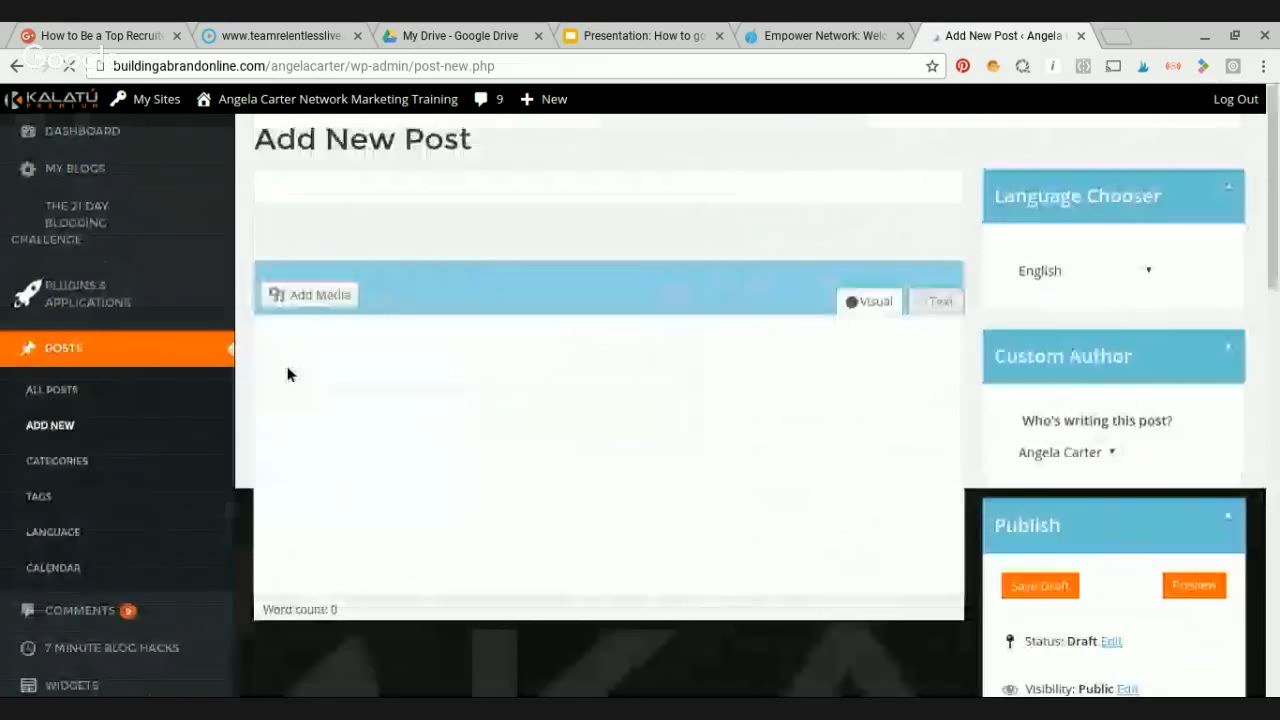 How to Be a Top Recruit
www.teamrelentlesslive.
My Drive - Google Drive
Presentation: How to go
Empower Network: Welc
Add New Post ‹ Angela
Google
buildingabrandonline.com/angelacarter/wp-admin/post-new.php
KALATÚ
PREMIUM
My Sites
Angela Carter Network Marketing Training
9
New
Log Out
DASHBOARD
MY BLOGS
THE 21 DAY
BLOGGING
CHALLENGE
PLUGINS &
APPLICATIONS
POSTS
ALL POSTS
ADD NEW
CATEGORIES
TAGS
LANGUAGE
CALENDAR
COMMENTS 9
7 MINUTE BLOG HACKS
WIDGETS
Add New Post
Add Media
Visual
Text
Word count: 0
Language Chooser
English
Custom Author
Who's writing this post?
Angela Carter
Publish
Save Draft
Preview
Status: Draft Edit
Visibility: Public Edit